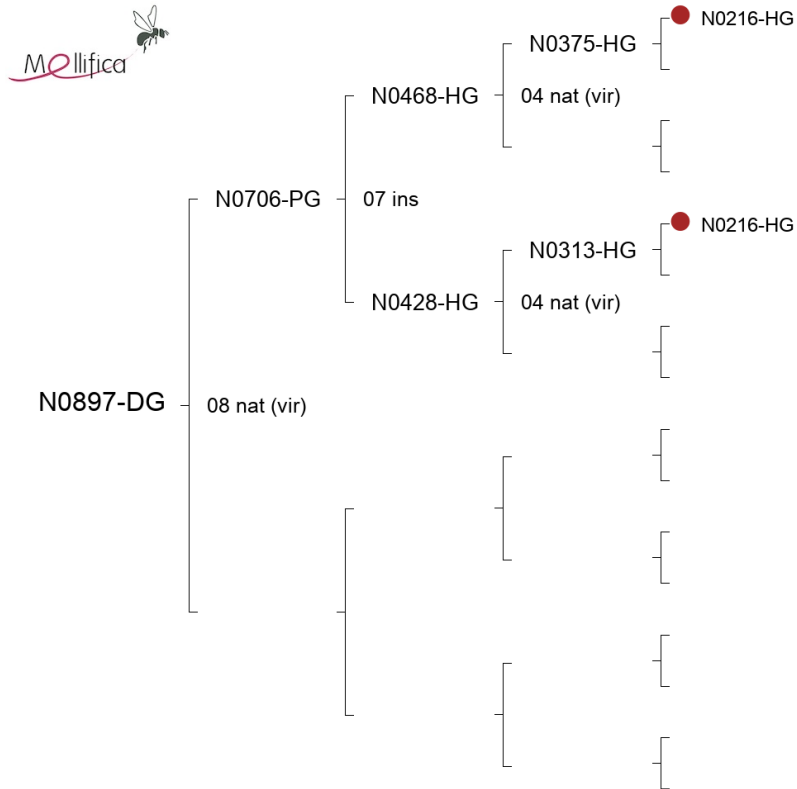 Mellifica
N0216-HG
N0375-HG
N0468-HG
04 nat (vir)
N0706-PG
07 ins
N0216-HG
N0313-HG
N0428-HG
04 nat (vir)
N0897-DG
08 nat (vir)